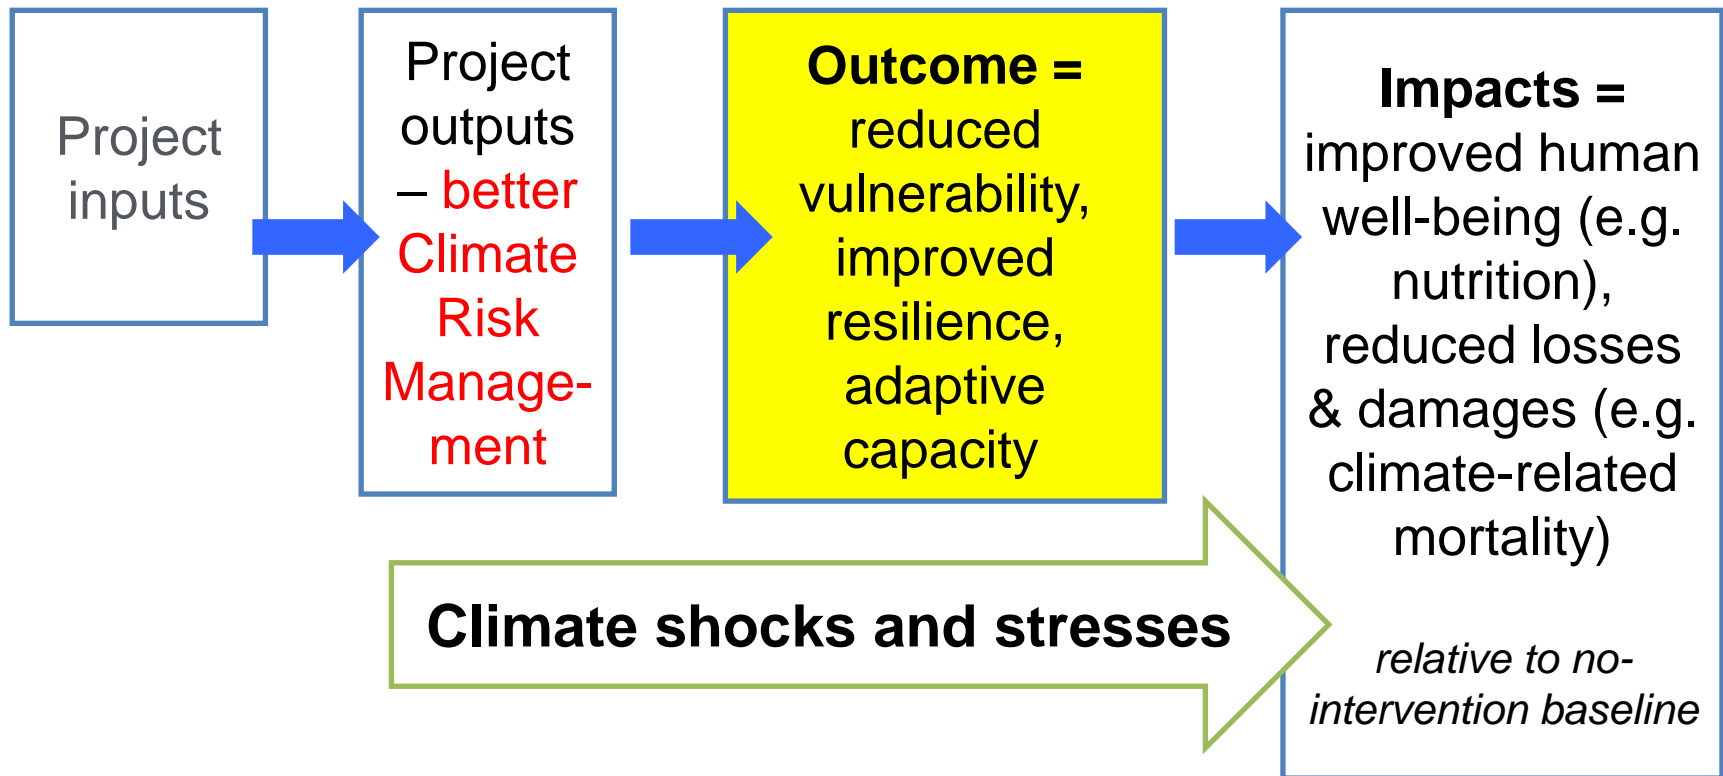 Project
inputs
Project
outputs
– better
Climate
Risk
Manage-
ment
Outcome =
reduced
vulnerability,
improved
resilience,
adaptive
capacity
Impacts =
improved human
well-being (e.g.
nutrition),
reduced losses
& damages (e.g.
climate-related
mortality)
relative to no-
intervention baseline
Climate shocks and stresses